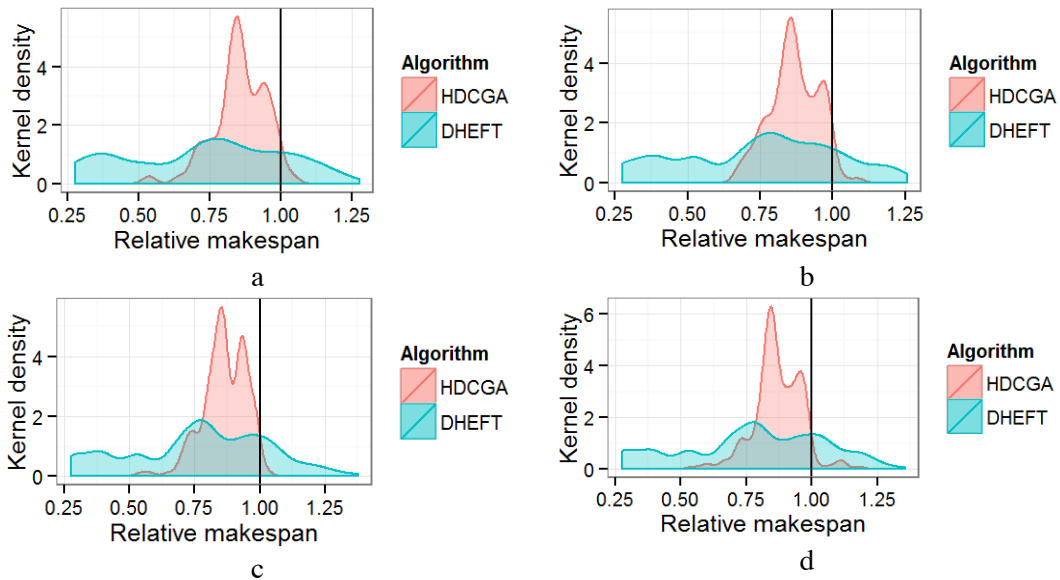 Kernel density
4
2
0
0.25 0.50 0.75 1.00 1.25
Relative makespan
Algorithm
HDCGA
DHEFT
a
Kernel density
4
2
0
0.25 0.50 0.75 1.00 1.25
Relative makespan
Algorithm
HDCGA
DHEFT
b
Kernel density
4
2
0
0.25 0.50 0.75 1.00 1.25
Relative makespan
Algorithm
HDCGA
DHEFT
c
Kernel density
6
4
2
0
0.25 0.50 0.75 1.00 1.25
Relative makespan
Algorithm
HDCGA
DHEFT
d